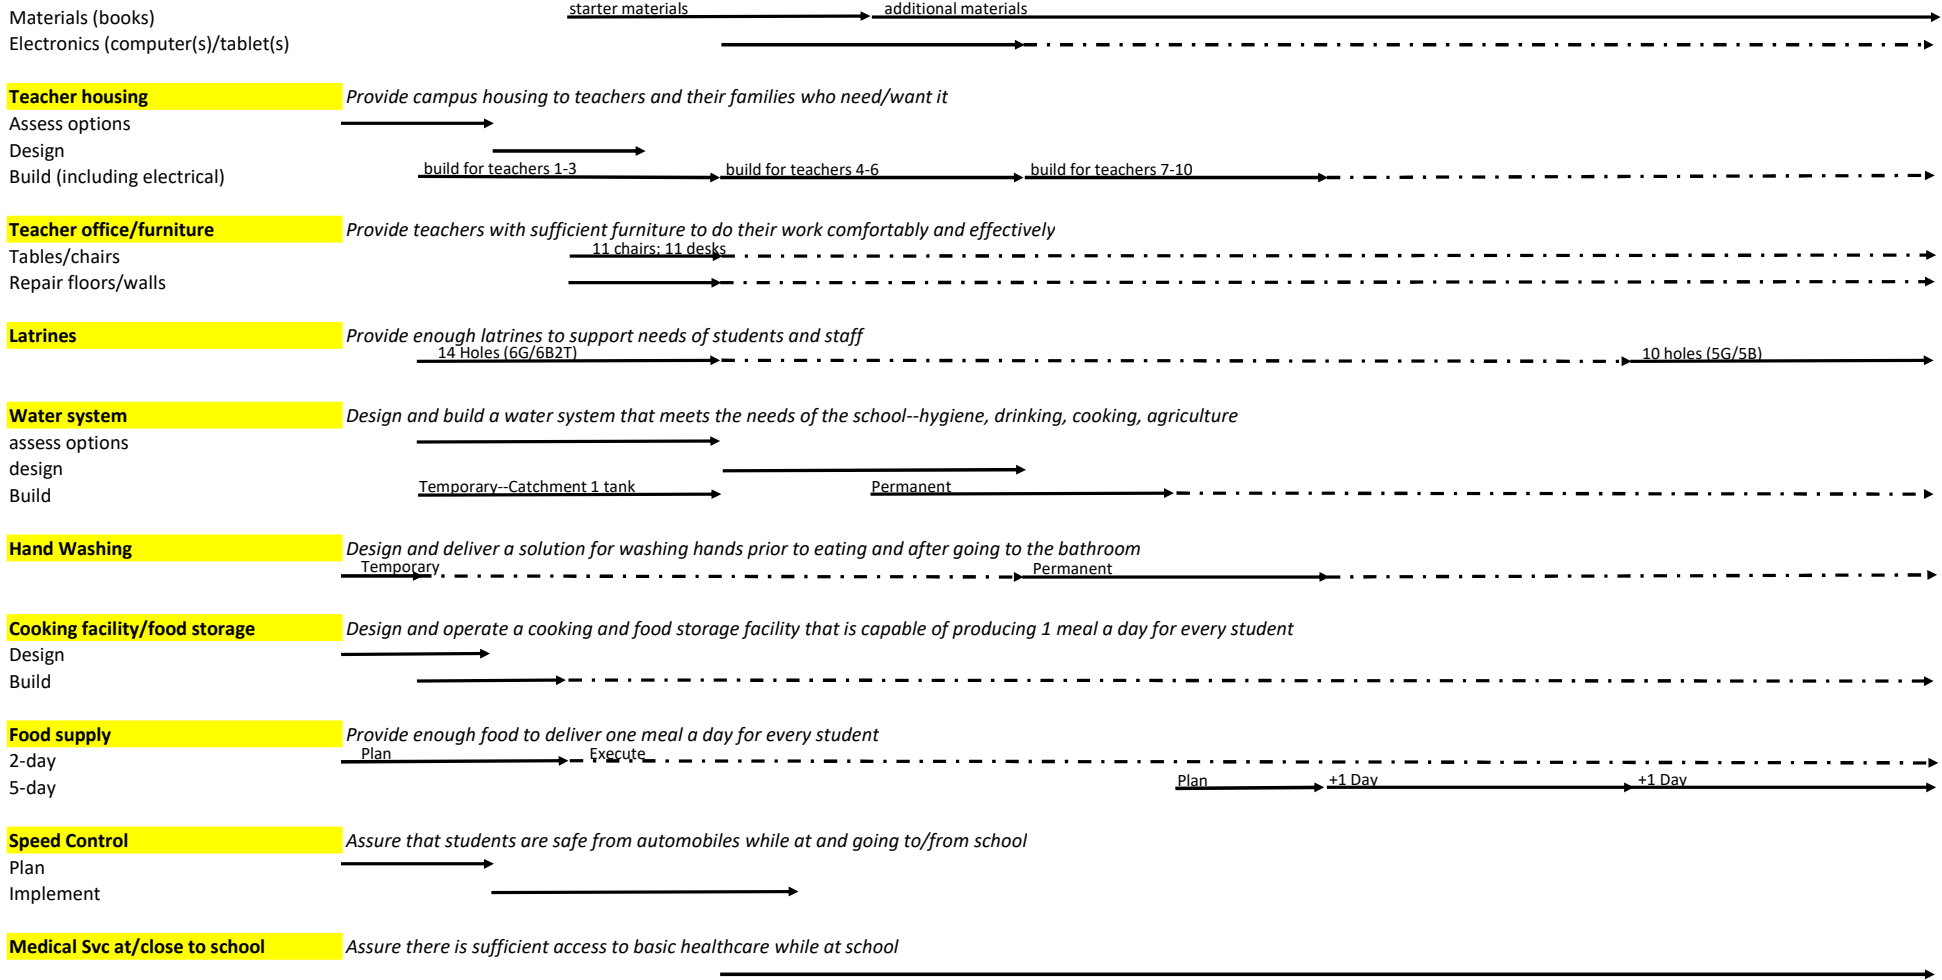 Materials (books) starter materials additional materials
Electronics (computer(s)/tablet(s)
Teacher housing Provide campus housing to teachers and their families who need/want it
Assess options
Design
Build (including electrical) build for teachers 1-3 build for teachers 4-6 build for teachers 7-10
Teacher office/furniture Provide teachers with sufficient furniture to do their work comfortably and effectively
Tables/chairs 11 chairs; 11 desks
Repair floors/walls
Latrines Provide enough latrines to support needs of students and staff
14 Holes (6G/6B2T) 10 holes (5G/5B)
Water system Design and build a water system that meets the needs of the school--hygiene, drinking, cooking, agriculture
assess options
design
Build Temporary--Catchment 1 tank Permanent
Hand Washing Design and deliver a solution for washing hands prior to eating and after going to the bathroom
Temporary Permanent
Cooking facility/food storage Design and operate a cooking and food storage facility that is capable of producing 1 meal a day for every student
Design
Build
Food supply Provide enough food to deliver one meal a day for every student
2-day Plan Execute
5-day Plan +1 Day +1 Day
Speed Control Assure that students are safe from automobiles while at and going to/from school
Plan
Implement
Medical Svc at/close to school Assure there is sufficient access to basic healthcare while at school